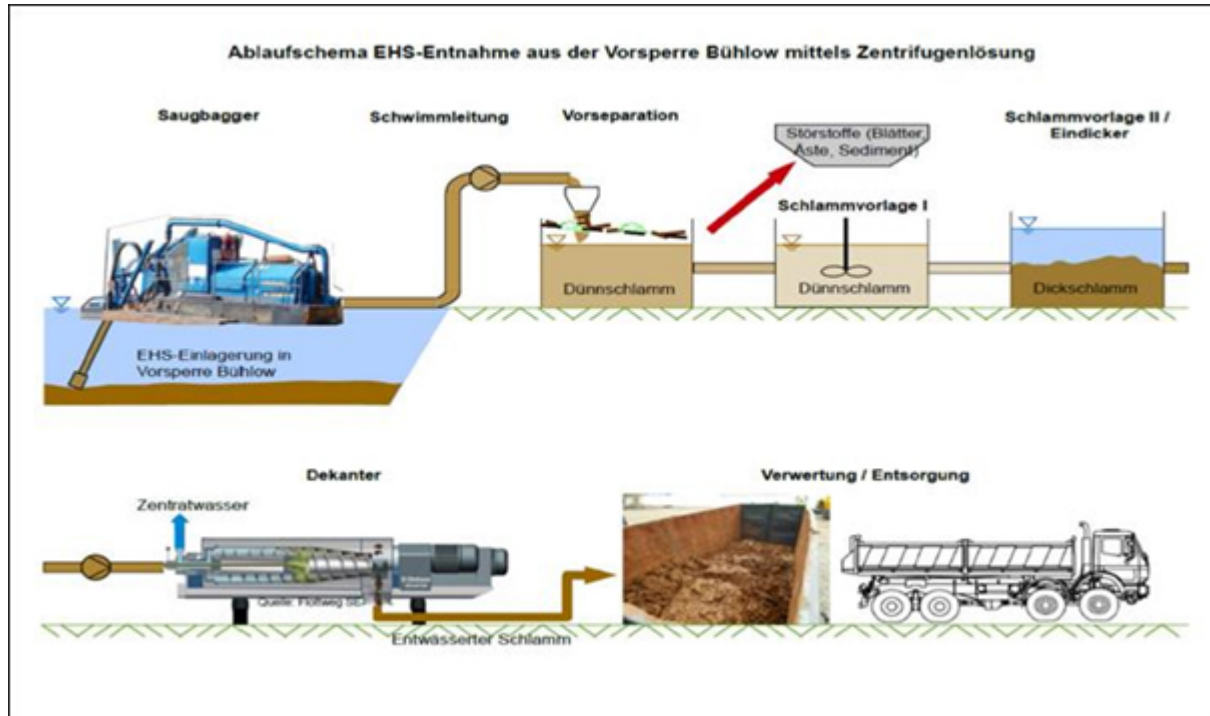 Ablaufschema EHS-Entnahme aus der Vorsperre Bühlow mittels Zentrifugenlösung
Saugbagger
Schwimmleitung
Vorseparation
Störstoffe (Blätter,
Äste, Sediment)
Schlammvorlage II /
Eindicker
Schlammvorlage I
Dünnschlamm
Dünnschlamm
Dickschlamm
EHS-Einlagerung in
Vorsperre Bühlow
Dekanter
Verwertung / Entsorgung
Zentratwasser
Quelle: Flottweg SE
Entwässerter Schlamm